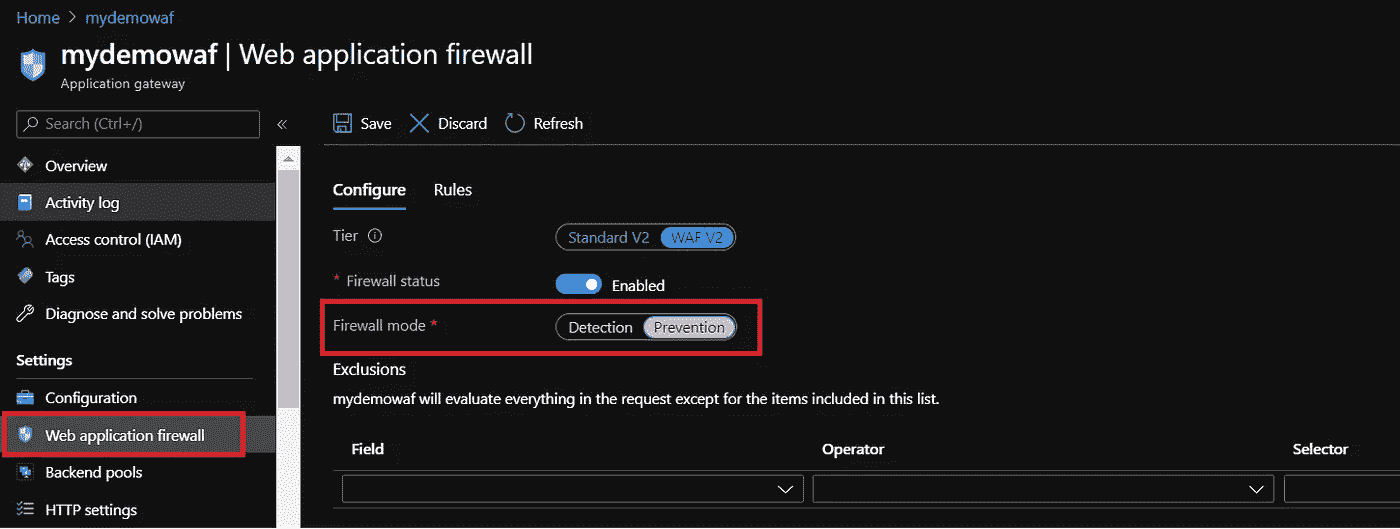 Home > mydemowaf
mydemowaf | Web application firewall
Application gateway
Search (Ctrl+/)
«
Overview
Activity log
Access control (IAM)
Tags
Diagnose and solve problems
Settings
Configuration
Web application firewall
Backend pools
HTTP settings
Save Discard Refresh
Configure Rules
Tier Standard V2 WAF V2
* Firewall status Enabled
Firewall mode * Detection Prevention
Exclusions
mydemowaf will evaluate everything in the request except for the items included in this list.
Field Operator Selector